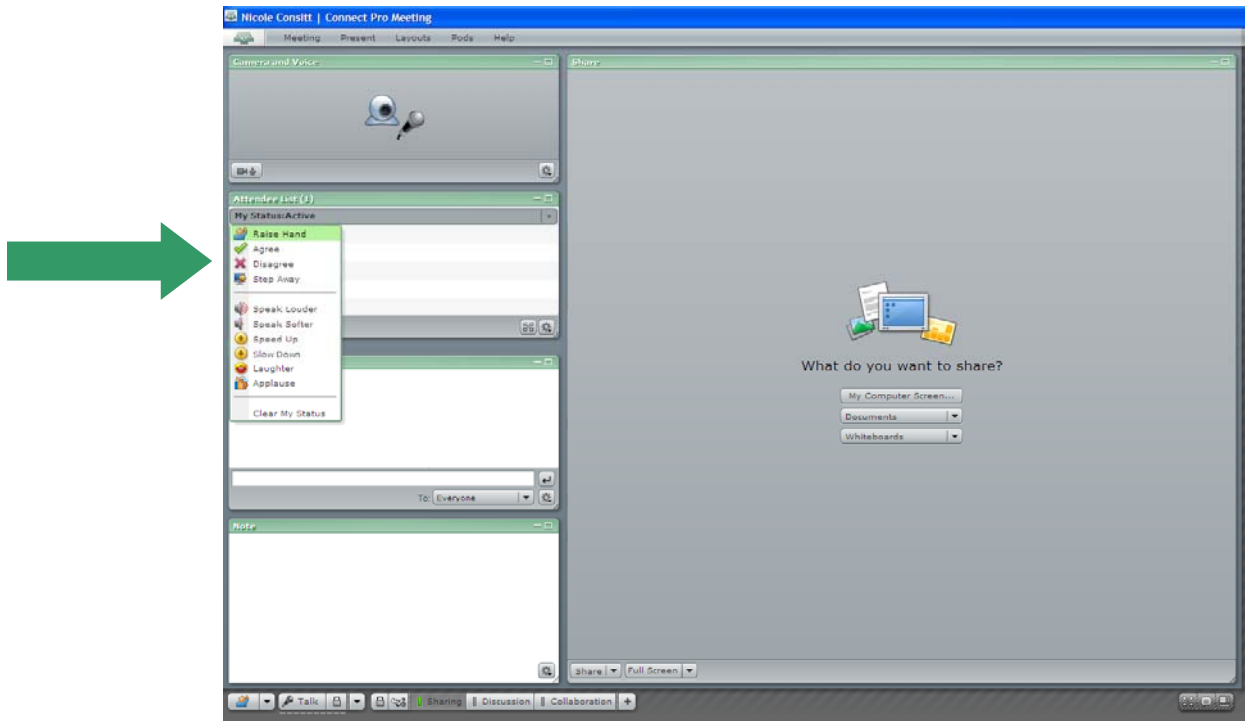 Nicole Consitt | Connect Pro Meeting
Meeting Present Layouts Pods Help
Camera and Voice
Attendee List (1)
My Status:Active
Raise Hand
Agree
Disagree
Step Away
Speak Louder
Speak Softer
Speed Up
Slow Down
Laughter
Applause
Clear My Status
To: Everyone
Note
Share
What do you want to share?
My Computer Screen...
Documents
Whiteboards
Share Full Screen
Talk Sharing Discussion Collaboration +